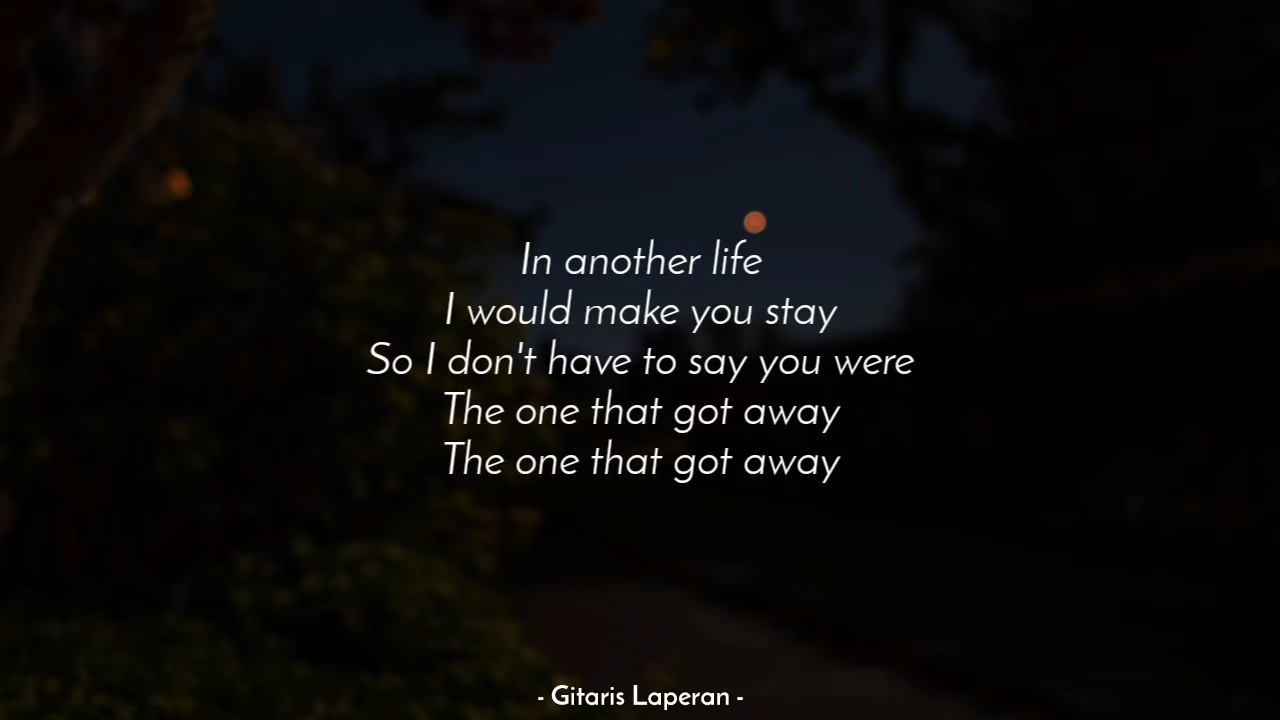 In another life
I would make you stay
So I don't have to say you were
The one that got away
The one that got away
- Gitaris Laperan -